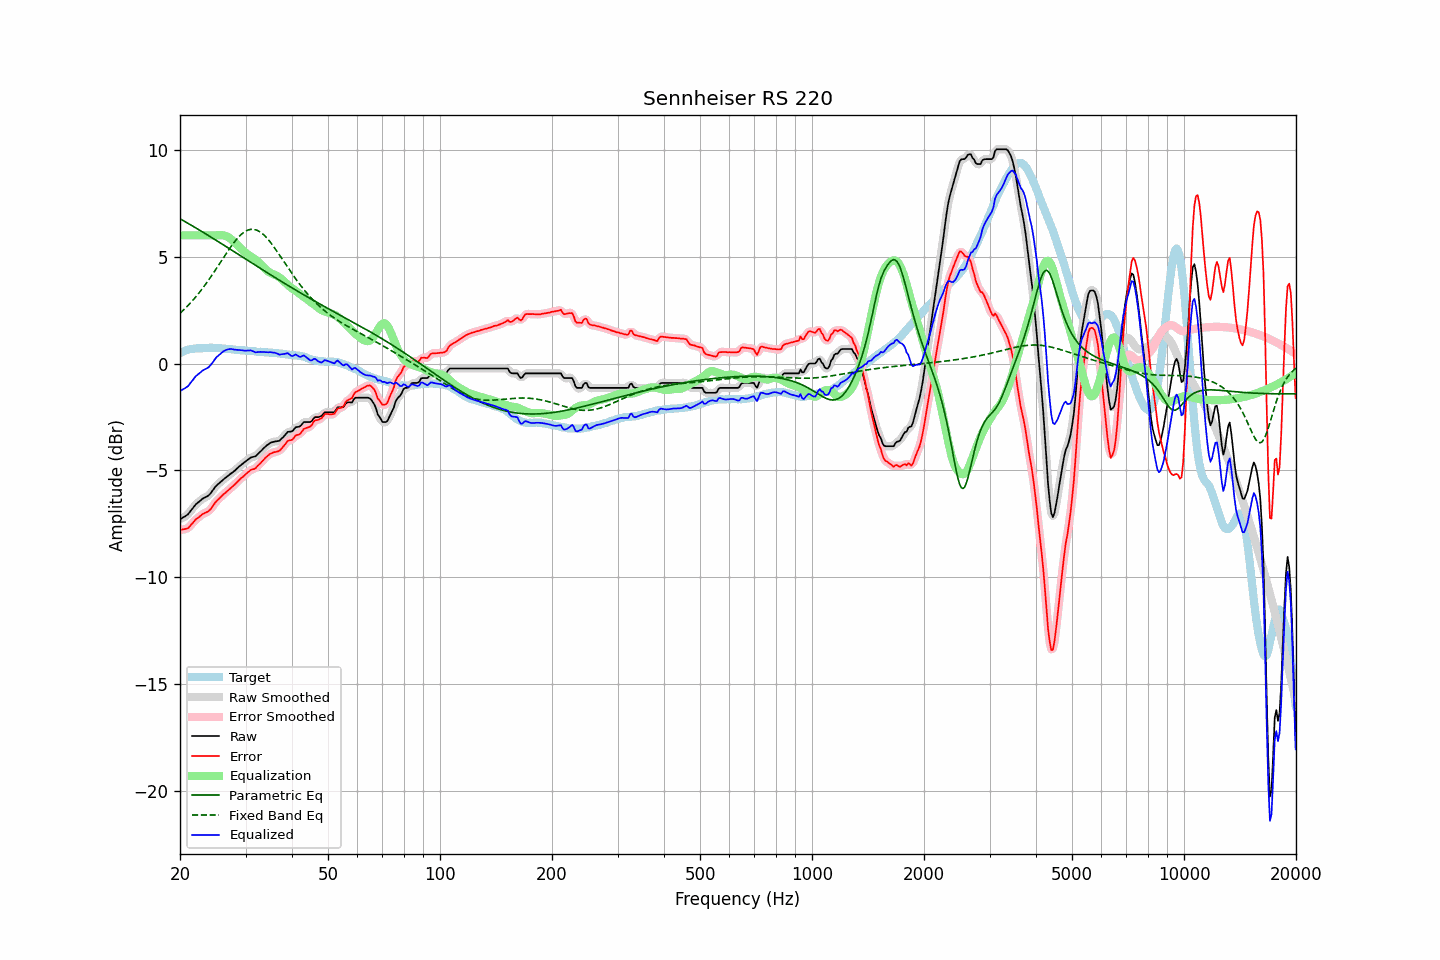 Sennheiser RS 220
Amplitude (dBr)
10
5
0
−5
−10
−15
−20
Target
Raw Smoothed
Error Smoothed
Raw
Error
Equalization
Parametric Eq
Fixed Band Eq
Equalized
20 50 100 200 500 1000 2000 5000 10000 20000
Frequency (Hz)